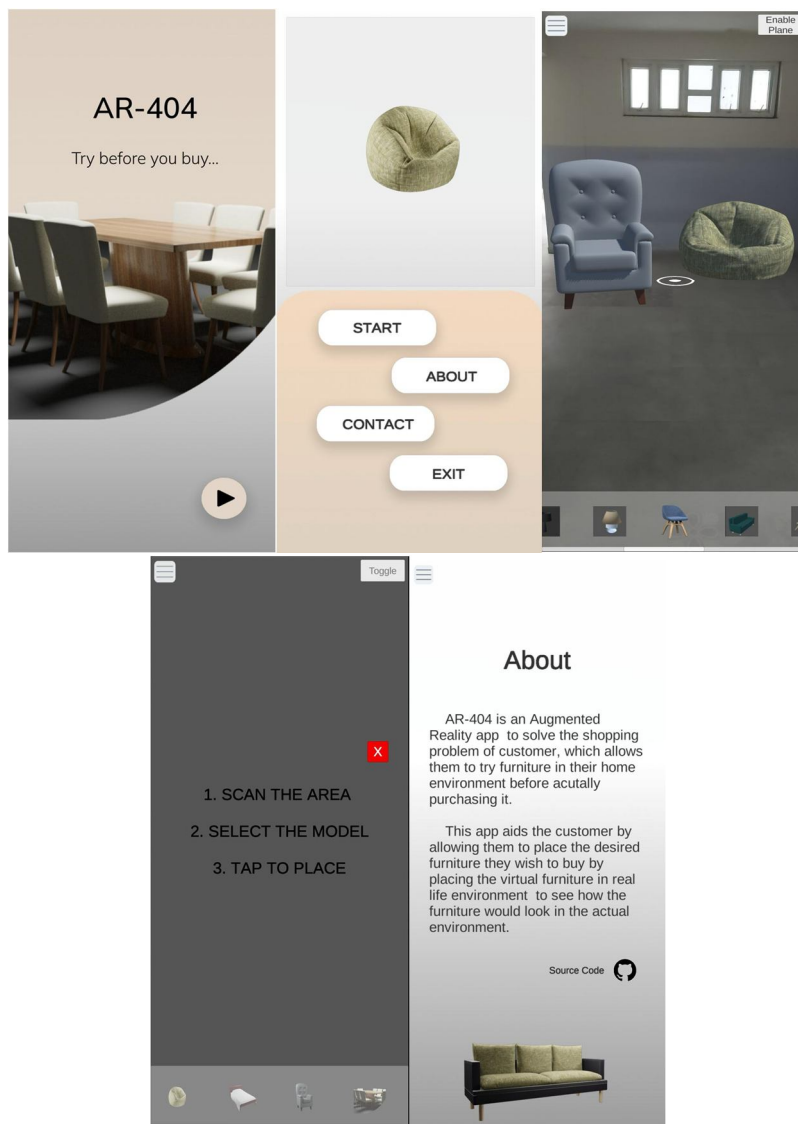 AR-404
Try before you buy...
START
ABOUT
CONTACT
EXIT
Enable
Plane
Toggle
X
1. SCAN THE AREA
2. SELECT THE MODEL
3. TAP TO PLACE
About
AR-404 is an Augmented
Reality app to solve the shopping
problem of customer, which allows
them to try furniture in their home
environment before acutally
purchasing it.
This app aids the customer by
allowing them to place the desired
furniture they wish to buy by
placing the virtual furniture in real
life environment to see how the
furniture would look in the actual
environment.
Source Code